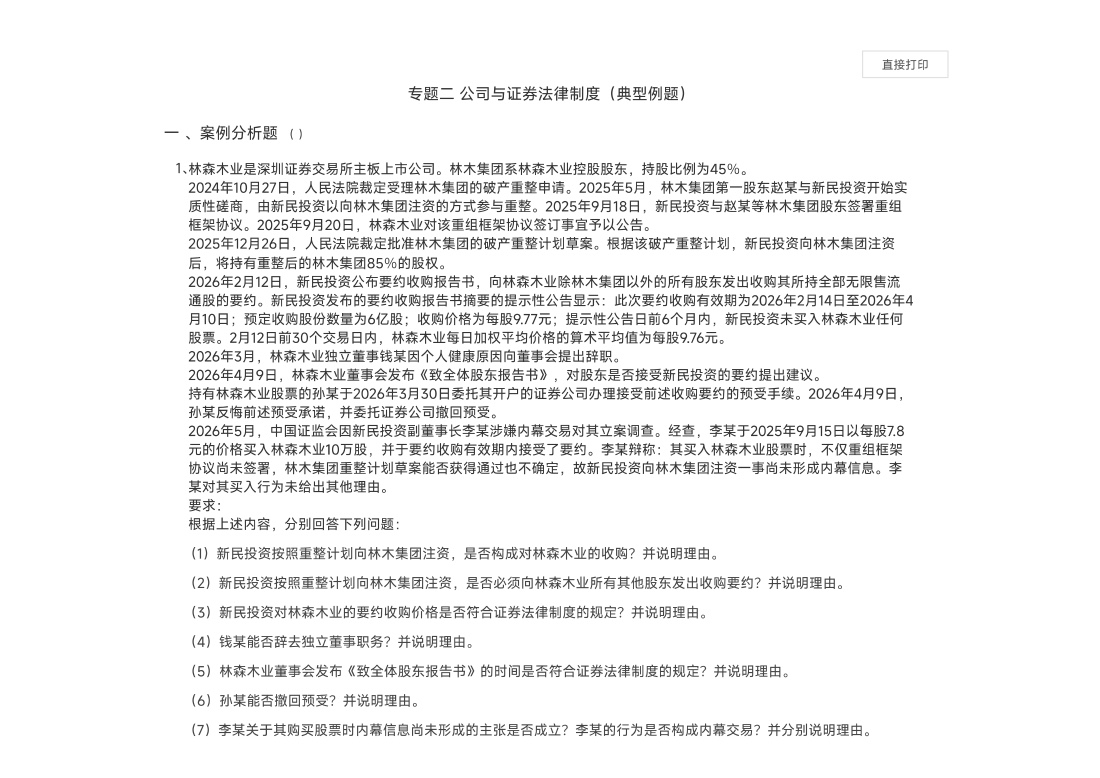 直接打印
专题二 公司与证券法律制度（典型例题）
一 、案例分析题 （ ）
1、林森木业是深圳证券交易所主板上市公司。林木集团系林森木业控股股东，持股比例为45%。
2024年10月27日，人民法院裁定受理林木集团的破产重整申请。2025年5月，林木集团第一股东赵某与新民投资开始实
质性磋商，由新民投资以向林木集团注资的方式参与重整。2025年9月18日，新民投资与赵某等林木集团股东签署重组
框架协议。2025年9月20日，林森木业对该重组框架协议签订事宜予以公告。
2025年12月26日，人民法院裁定批准林木集团的破产重整计划草案。根据该破产重整计划，新民投资向林木集团注资
后，将持有重整后的林木集团85%的股权。
2026年2月12日，新民投资公布要约收购报告书，向林森木业除林木集团以外的所有股东发出收购其所持全部无限售流
通股的要约。新民投资发布的要约收购报告书摘要的提示性公告显示：此次要约收购有效期为2026年2月14日至2026年4
月10日；预定收购股份数量为6亿股；收购价格为每股9.77元；提示性公告日前6个月内，新民投资未买入林森木业任何
股票。2月12日前30个交易日内，林森木业每日加权平均价格的算术平均值为每股9.76元。
2026年3月，林森木业独立董事钱某因个人健康原因向董事会提出辞职。
2026年4月9日，林森木业董事会发布《致全体股东报告书》，对股东是否接受新民投资的要约提出建议。
持有林森木业股票的孙某于2026年3月30日委托其开户的证券公司办理接受前述收购要约的预受手续。2026年4月9日，
孙某反悔前述预受承诺，并委托证券公司撤回预受。
2026年5月，中国证监会因新民投资副董事长李某涉嫌内幕交易对其立案调查。经查，李某于2025年9月15日以每股7.8
元的价格买入林森木业10万股，并于要约收购有效期内接受了要约。李某辩称：其买入林森木业股票时，不仅重组框架
协议尚未签署，林木集团重整计划草案能否获得通过也不确定，故新民投资向林木集团注资一事尚未形成内幕信息。李
某对其买入行为未给出其他理由。
要求：
根据上述内容，分别回答下列问题：
（1）新民投资按照重整计划向林木集团注资，是否构成对林森木业的收购？并说明理由。
（2）新民投资按照重整计划向林木集团注资，是否必须向林森木业所有其他股东发出收购要约？并说明理由。
（3）新民投资对林森木业的要约收购价格是否符合证券法律制度的规定？并说明理由。
（4）钱某能否辞去独立董事职务？并说明理由。
（5）林森木业董事会发布《致全体股东报告书》的时间是否符合证券法律制度的规定？并说明理由。
（6）孙某能否撤回预受？并说明理由。
（7）李某关于其购买股票时内幕信息尚未形成的主张是否成立？李某的行为是否构成内幕交易？并分别说明理由。